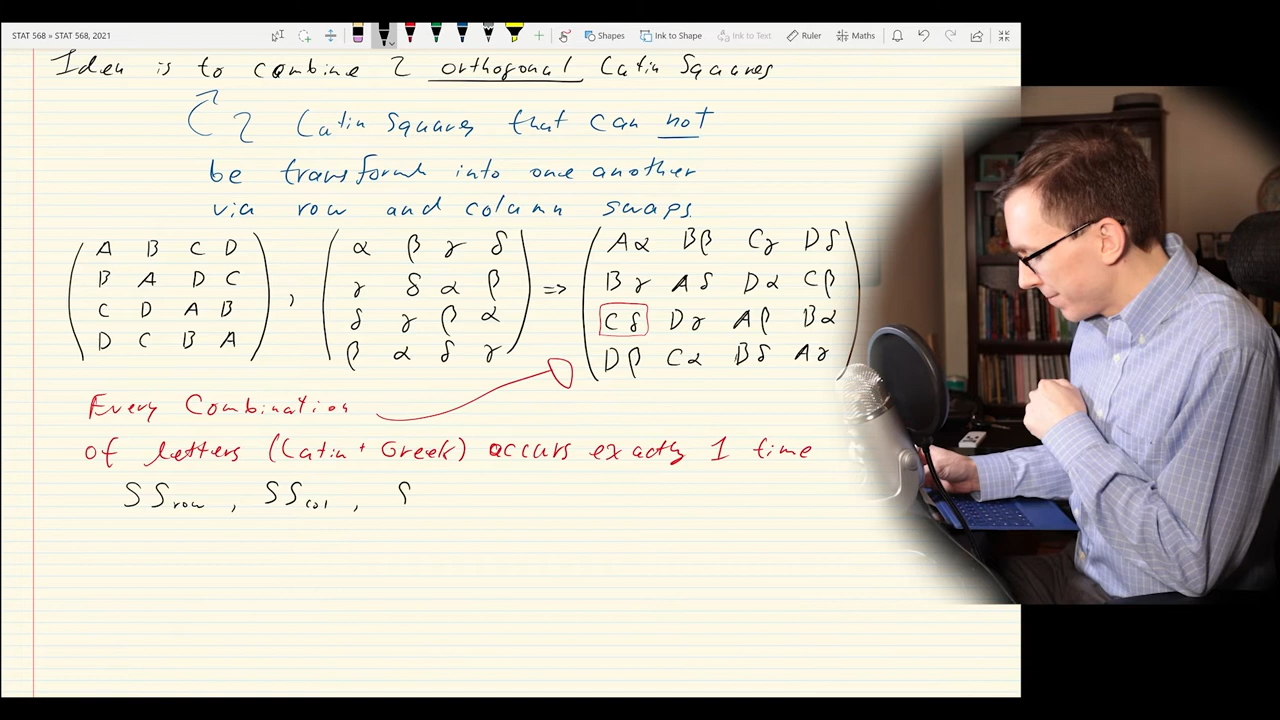 STAT 568 » STAT 568, 2021 Shapes Ink to Shape Ink to Text Ruler Maths
Idea is to combine 2 orthogonal Latin Squares
2 Latin Squares that can not
be transform into one another
via row and column swaps.
A B C D
B A D C
C D A B
D C B A
,
α β γ δ
γ δ α β
δ γ β α
β α δ γ
=>
Aα Bβ Cγ Dδ
Bγ Aδ Dα Cβ
Cδ Dγ Aβ Bα
Dβ Cα Bδ Aγ
Every Combination
of letters (Latin + Greek) occurs exactly 1 time
SSrow , SScol , S